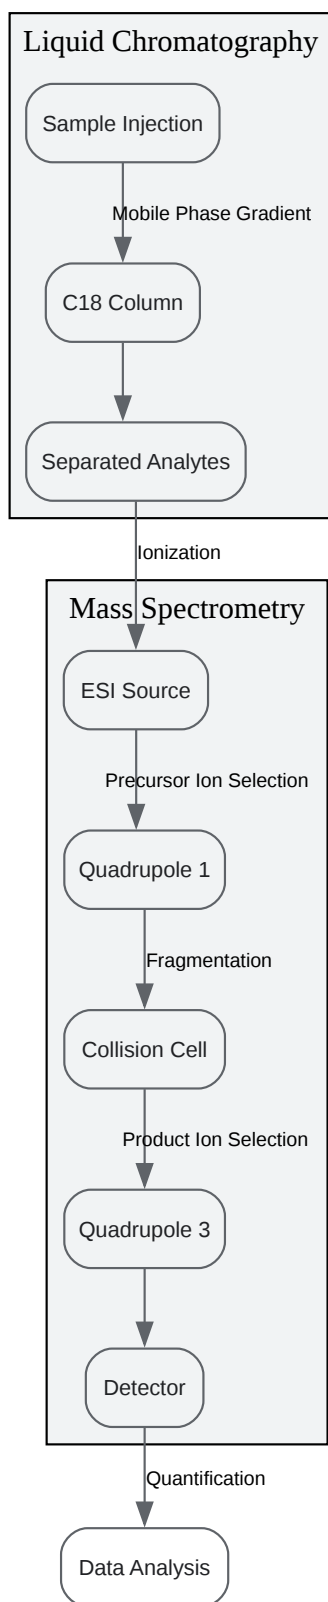 Liquid Chromatography
Sample Injection
Mobile Phase Gradient
C18 Column
Separated Analytes
Ionization
Mass Spectrometry
ESI Source
Precursor Ion Selection
Quadrupole 1
Fragmentation
Collision Cell
Product Ion Selection
Quadrupole 3
Detector
Quantification
Data Analysis